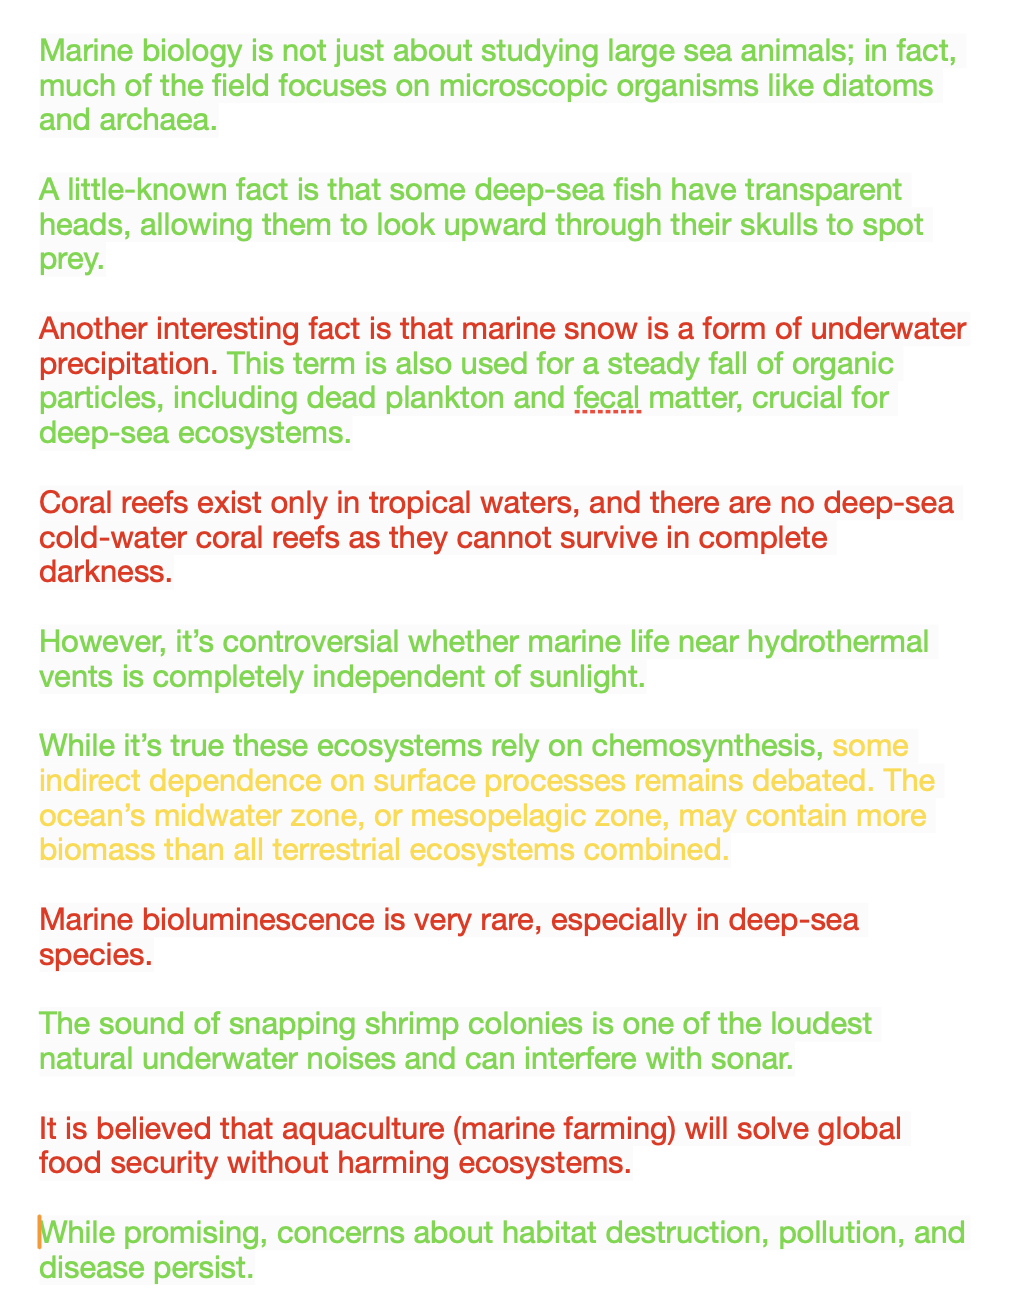 Marine biology is not just about studying large sea animals; in fact,
much of the field focuses on microscopic organisms like diatoms
and archaea.
A little-known fact is that some deep-sea fish have transparent
heads, allowing them to look upward through their skulls to spot
prey.
Another interesting fact is that marine snow is a form of underwater
precipitation. This term is also used for a steady fall of organic
particles, including dead plankton and fecal matter, crucial for
deep-sea ecosystems.
Coral reefs exist only in tropical waters, and there are no deep-sea
cold-water coral reefs as they cannot survive in complete
darkness.
However, it’s controversial whether marine life near hydrothermal
vents is completely independent of sunlight.
While it’s true these ecosystems rely on chemosynthesis, some
indirect dependence on surface processes remains debated. The
ocean’s midwater zone, or mesopelagic zone, may contain more
biomass than all terrestrial ecosystems combined.
Marine bioluminescence is very rare, especially in deep-sea
species.
The sound of snapping shrimp colonies is one of the loudest
natural underwater noises and can interfere with sonar.
It is believed that aquaculture (marine farming) will solve global
food security without harming ecosystems.
While promising, concerns about habitat destruction, pollution, and
disease persist.